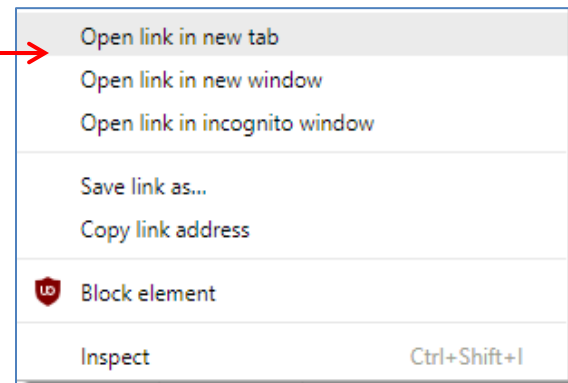 Open link in new tab
Open link in new window
Open link in incognito window
Save link as...
Copy link address
uo Block element
Inspect Ctrl+Shift+I